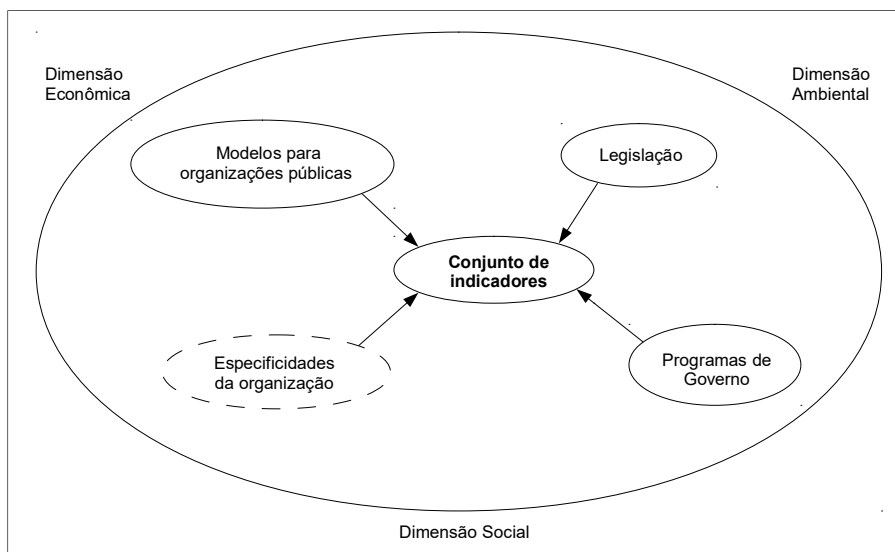 Dimensão
Econômica
Dimensão
Ambiental
Modelos para
organizações públicas
Legislação
Conjunto de
indicadores
Especificidades
da organização
Programas de
Governo
Dimensão Social